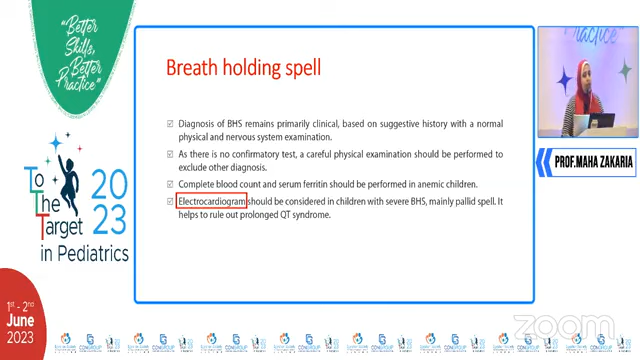 "Better
Skills,
Better
Practice"
To
The
Target
2023
in Pediatrics
1st - 2nd
June
2023
Breath holding spell
Diagnosis of BHS remains primarily clinical, based on suggestive history with a normal
physical and nervous system examination.
As there is no confirmatory test, a careful physical examination should be performed to
exclude other diagnosis.
Complete blood count and serum ferritin should be performed in anemic children.
Electrocardiogram should be considered in children with severe BHS, mainly pallid spell. It
helps to rule out prolonged QT syndrome.
Practice"
PROF.MAHA ZAKARIA
zoom